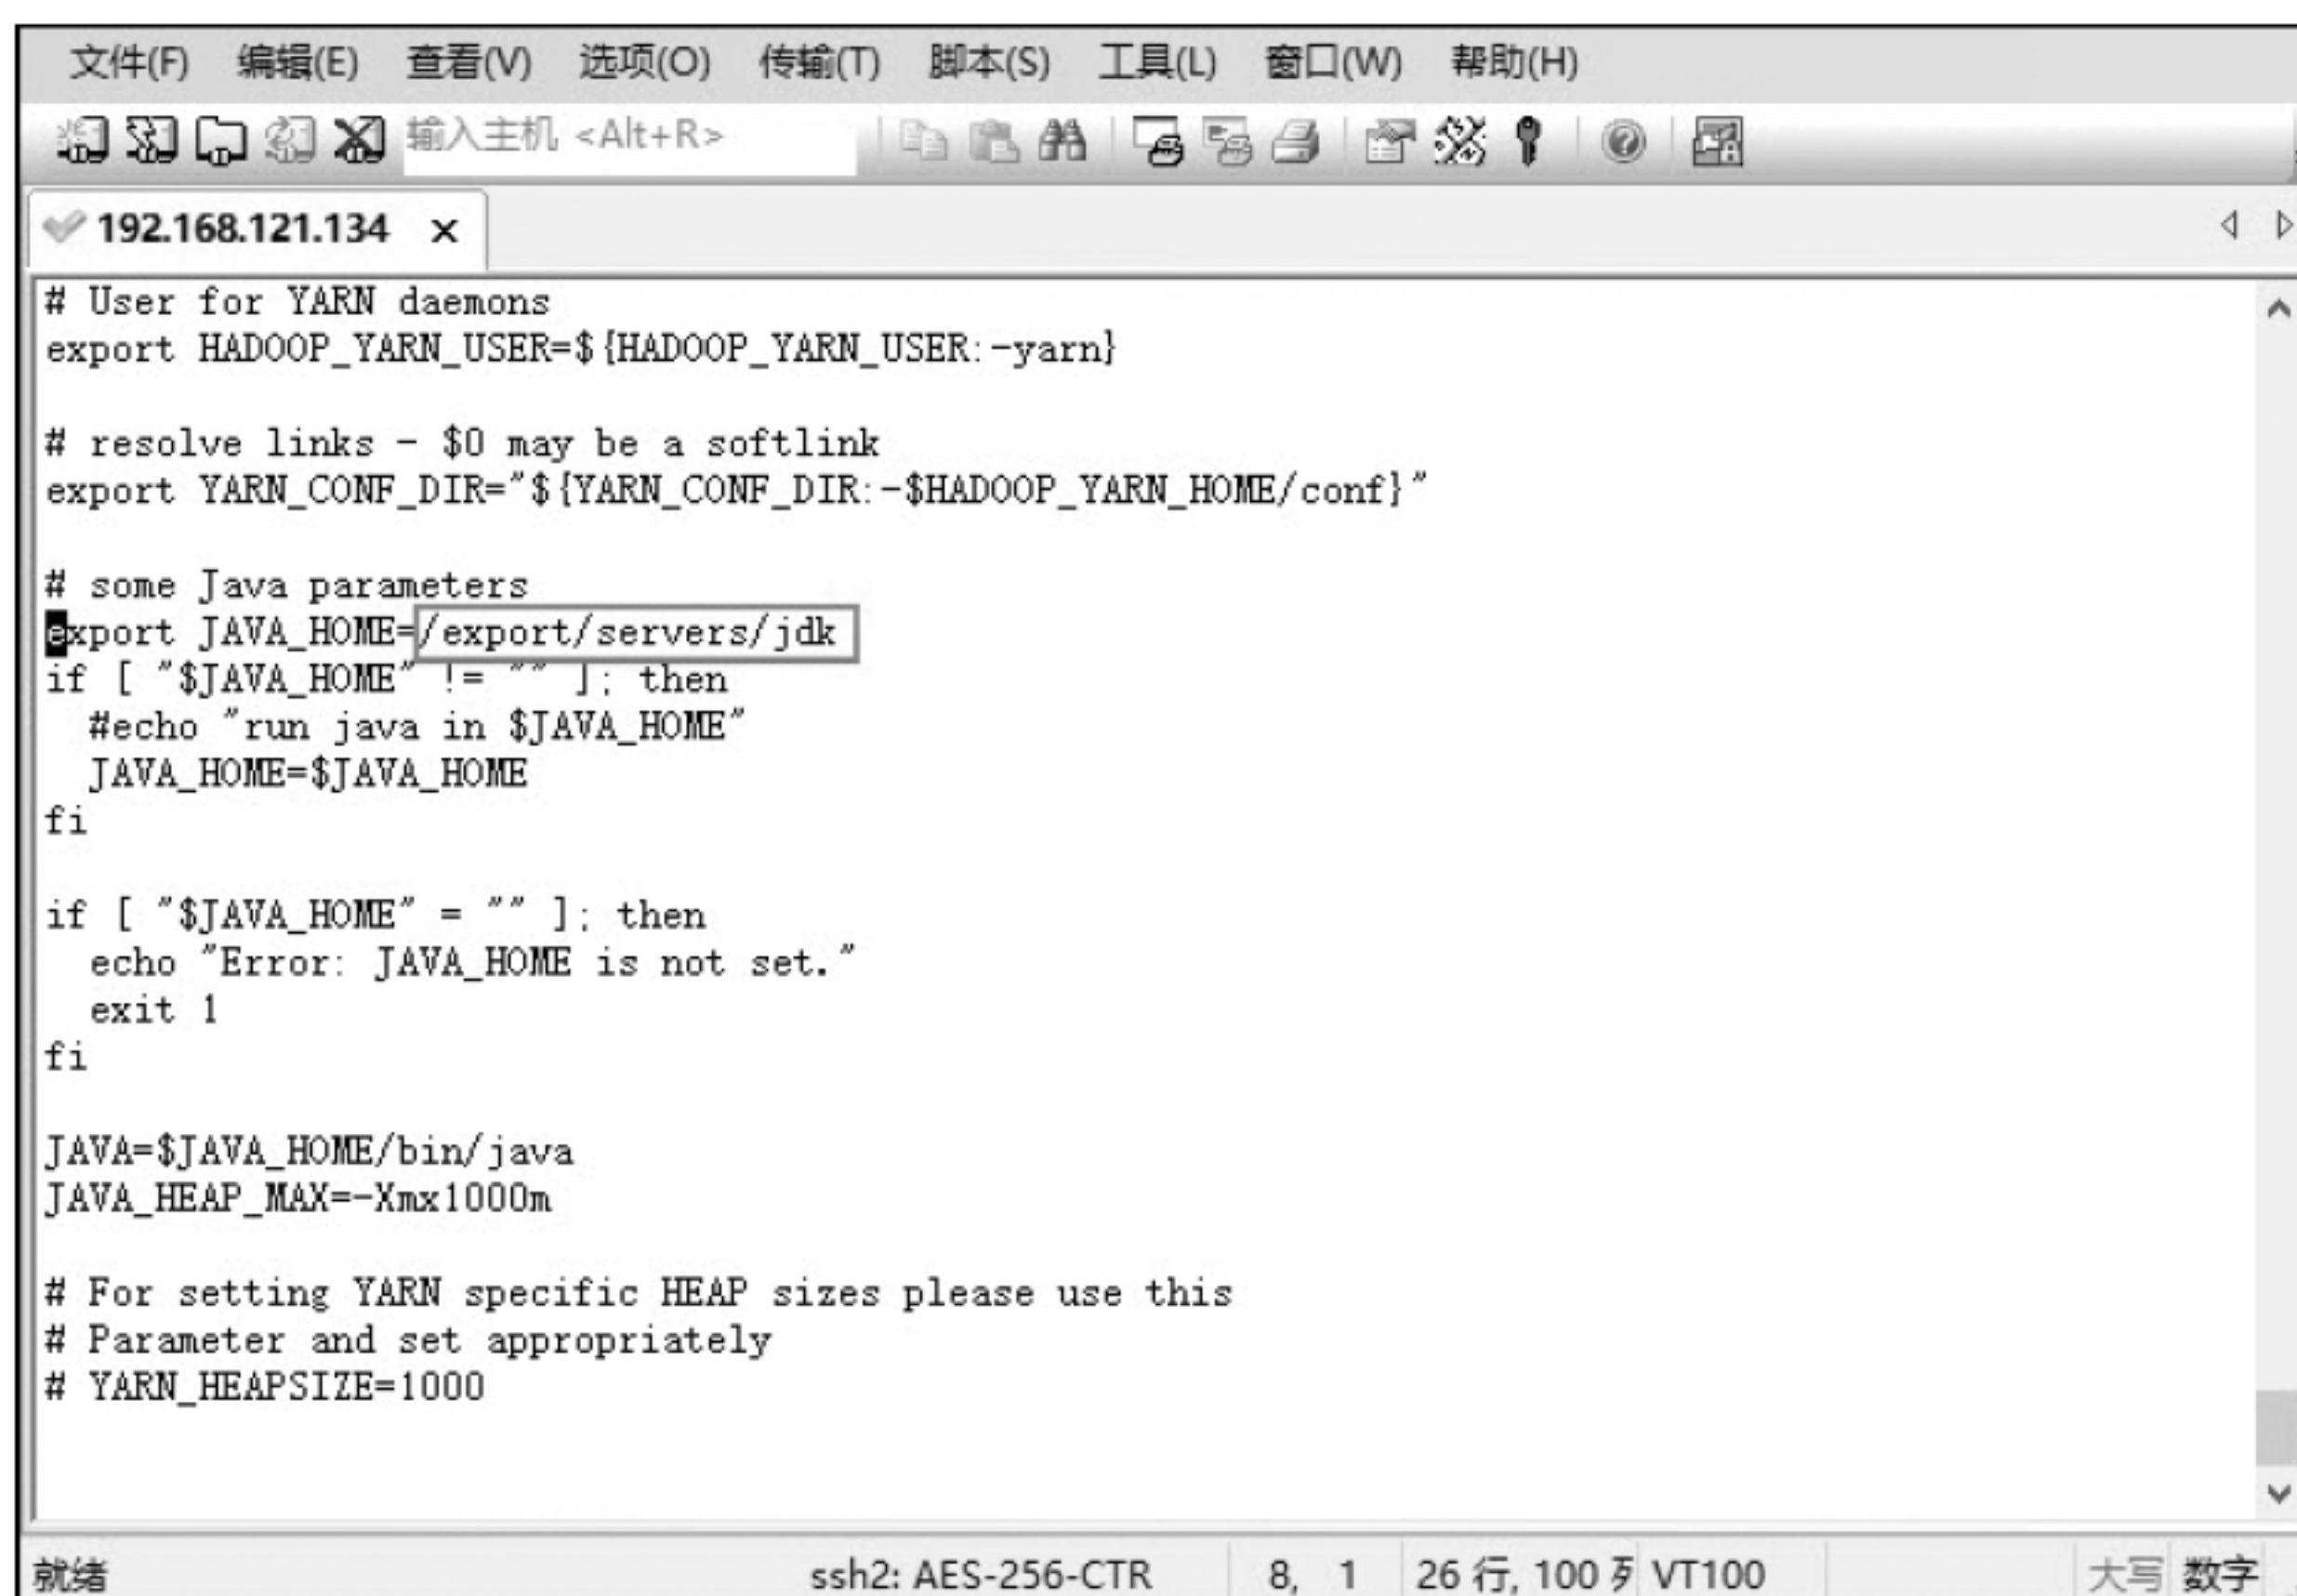 文件(F) 编辑(E) 查看(V) 选项(O) 传输(T) 脚本(S) 工具(L) 窗口(W) 帮助(H)
输入主机 <Alt+R>
192.168.121.134 x
# User for YARN daemons
export HADOOP_YARN_USER=${HADOOP_YARN_USER:-yarn}
# resolve links - $0 may be a softlink
export YARN_CONF_DIR="${YARN_CONF_DIR:-$HADOOP_YARN_HOME/conf}"
# some Java parameters
export JAVA_HOME=/export/servers/jdk
if [ "$JAVA_HOME" != "" ]; then
  #echo "run java in $JAVA_HOME"
  JAVA_HOME=$JAVA_HOME
fi
if [ "$JAVA_HOME" = "" ]; then
  echo "Error: JAVA_HOME is not set."
  exit 1
fi
JAVA=$JAVA_HOME/bin/java
JAVA_HEAP_MAX=-Xmx1000m
# For setting YARN specific HEAP sizes please use this
# Parameter and set appropriately
# YARN_HEAPSIZE=1000
就绪 ssh2: AES-256-CTR 8, 1 26 行, 100 列 VT100 大写 数字